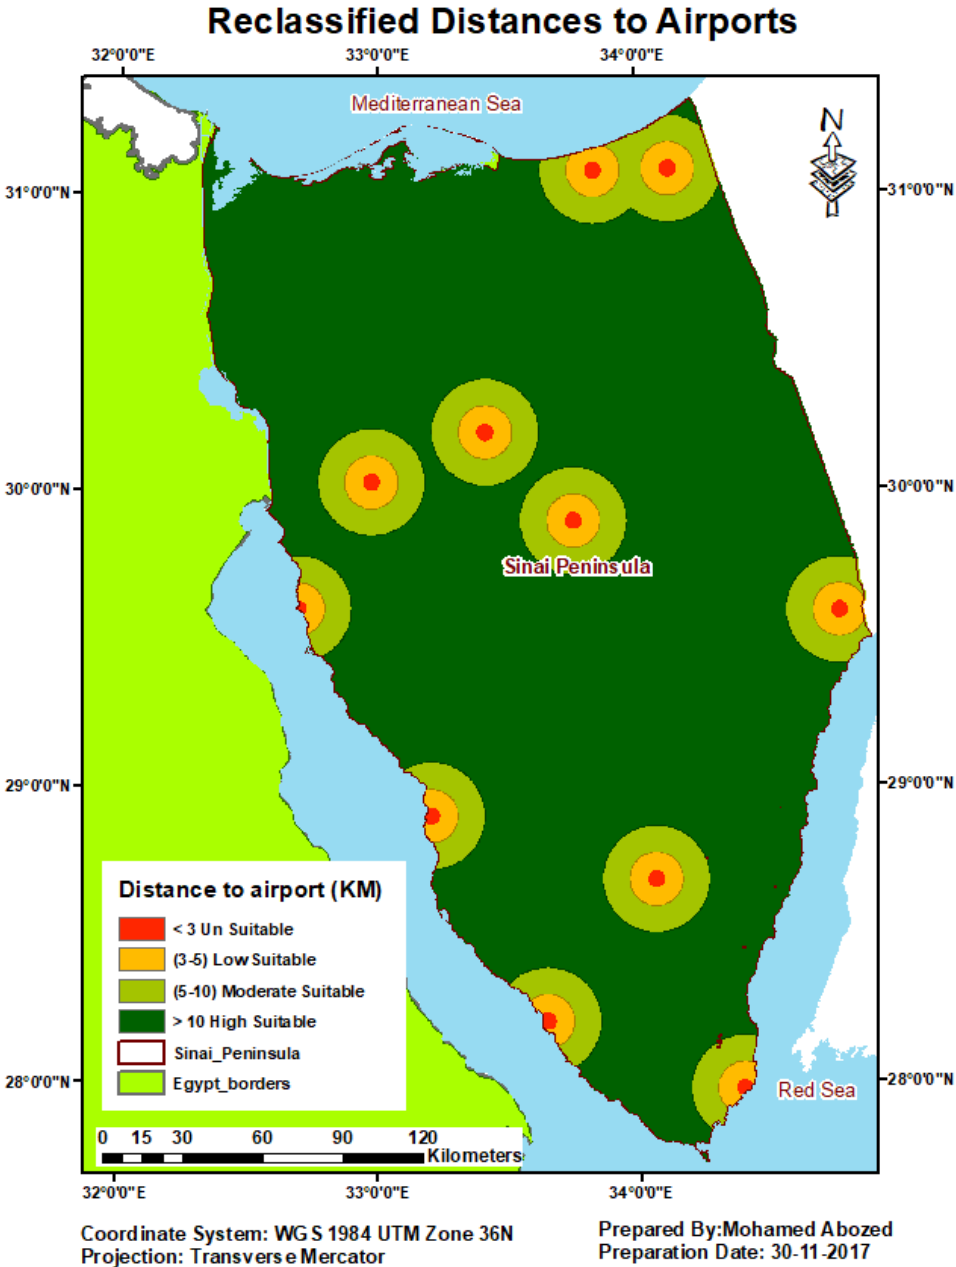 Reclassified Distances to Airports
32°0'0"E 33°0'0"E 34°0'0"E
Mediterranean Sea
N
31°0'0"N 31°0'0"N
30°0'0"N 30°0'0"N
Sinai Peninsula
29°0'0"N 29°0'0"N
Distance to airport (KM)
< 3 Un Suitable
(3-5) Low Suitable
(5-10) Moderate Suitable
> 10 High Suitable
Sinai_Peninsula
Egypt_borders
28°0'0"N 28°0'0"N
Red Sea
0 15 30 60 90 120
Kilometers
32°0'0"E 33°0'0"E 34°0'0"E
Coordinate System: WGS 1984 UTM Zone 36N
Projection: Transverse Mercator
Prepared By:Mohamed Abozed
Preparation Date: 30-11-2017